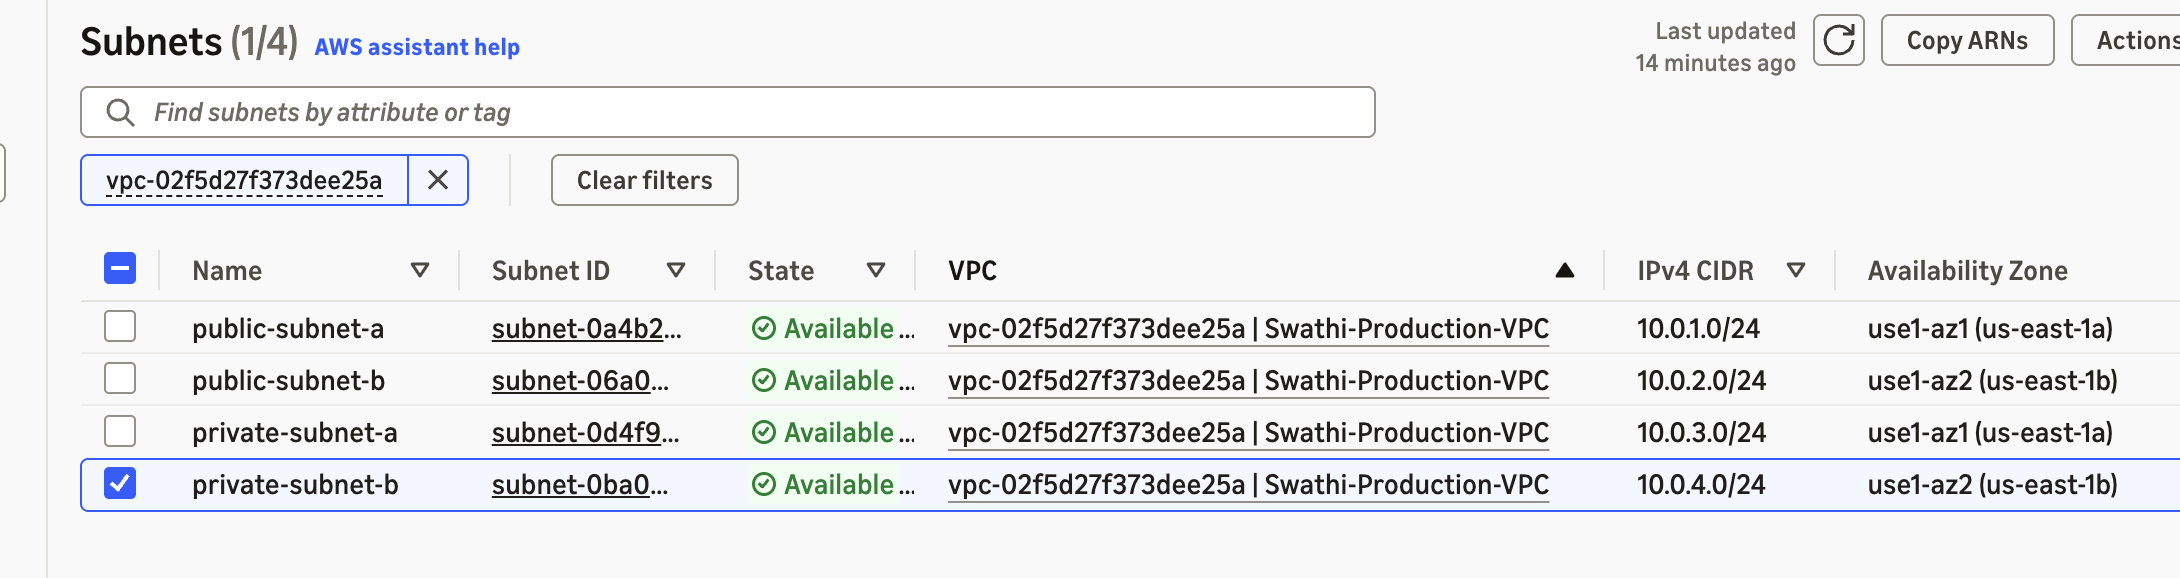 Subnets (1/4) AWS assistant help
Last updated
14 minutes ago
Copy ARNs
Actions
Find subnets by attribute or tag
vpc-02f5d27f373dee25a
Clear filters
Name Subnet ID State VPC IPv4 CIDR Availability Zone
public-subnet-a subnet-0a4b2... Available ... vpc-02f5d27f373dee25a | Swathi-Production-VPC 10.0.1.0/24 use1-az1 (us-east-1a)
public-subnet-b subnet-06a0... Available ... vpc-02f5d27f373dee25a | Swathi-Production-VPC 10.0.2.0/24 use1-az2 (us-east-1b)
private-subnet-a subnet-0d4f9... Available ... vpc-02f5d27f373dee25a | Swathi-Production-VPC 10.0.3.0/24 use1-az1 (us-east-1a)
private-subnet-b subnet-0ba0... Available ... vpc-02f5d27f373dee25a | Swathi-Production-VPC 10.0.4.0/24 use1-az2 (us-east-1b)